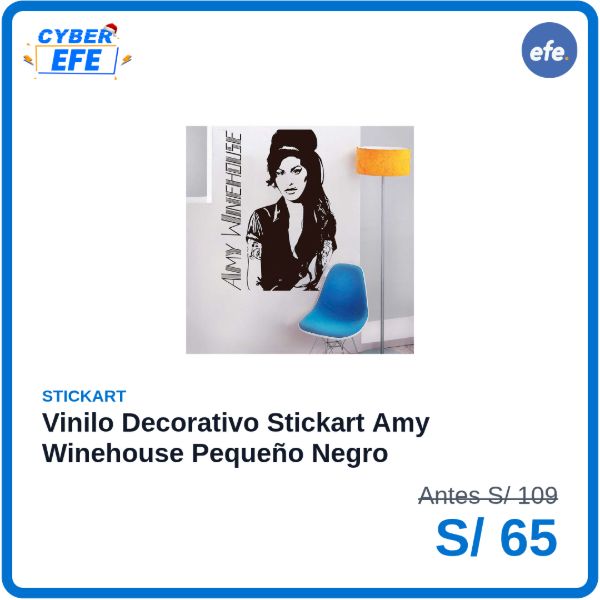 CYBER
EFE
efe.
AMY WINEHOUSE
STICKART
Vinilo Decorativo Stickart Amy
Winehouse Pequeño Negro
Antes S/ 109
S/ 65